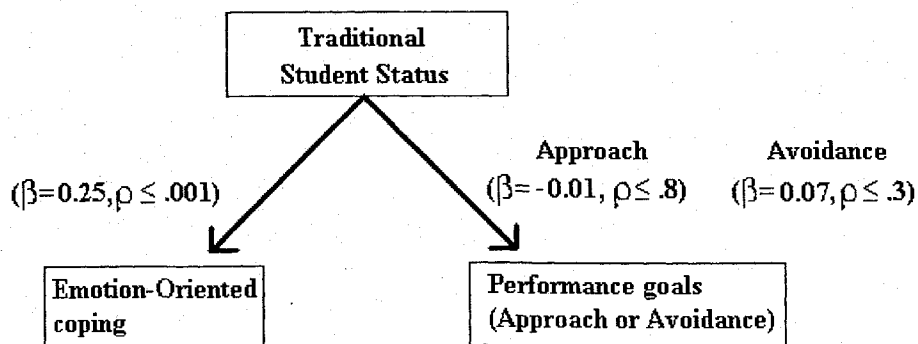 Traditional
Student Status
Approach
Avoidance
(β=0.25,ρ ≤ .001)
(β=-0.01, ρ≤ .8)
(β=0.07,ρ ≤ .3)
Emotion-Oriented
coping
Performance goals
(Approach or Avoidance)